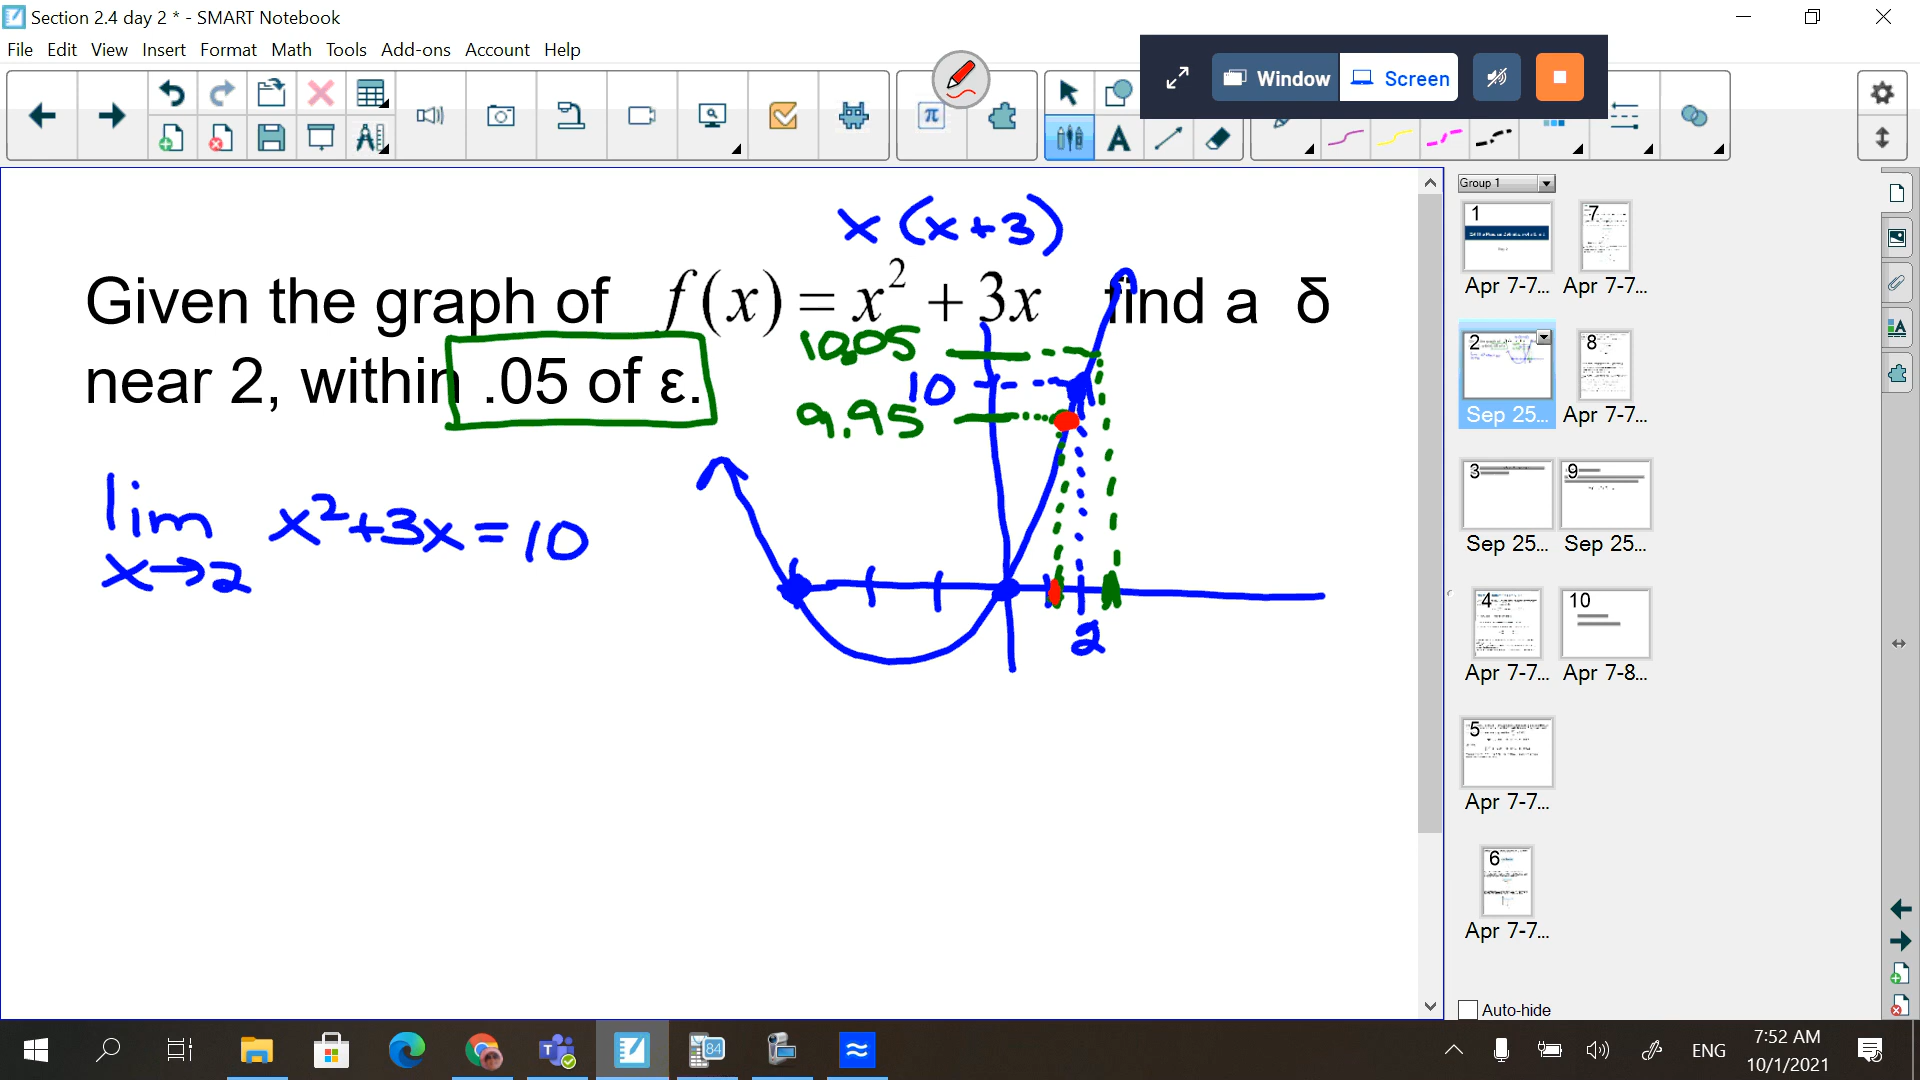 Section 2.4 day 2 * - SMART Notebook
File Edit View Insert Format Math Tools Add-ons Account Help
Window Screen
π
A
x (x+3)
Given the graph of f(x) = x² + 3x find a δ
near 2, within .05 of ε.
10.05
10
9.95
lim x²+3x = 10
x→2
2
Group 1
1
Apr 7-7...
7
Apr 7-7...
2
Sep 25...
8
Apr 7-7...
3
Sep 25...
9
Sep 25...
4
Apr 7-7...
10
Apr 7-8...
5
Apr 7-7...
6
Apr 7-7...
Auto-hide
84
ENG
7:52 AM
10/1/2021